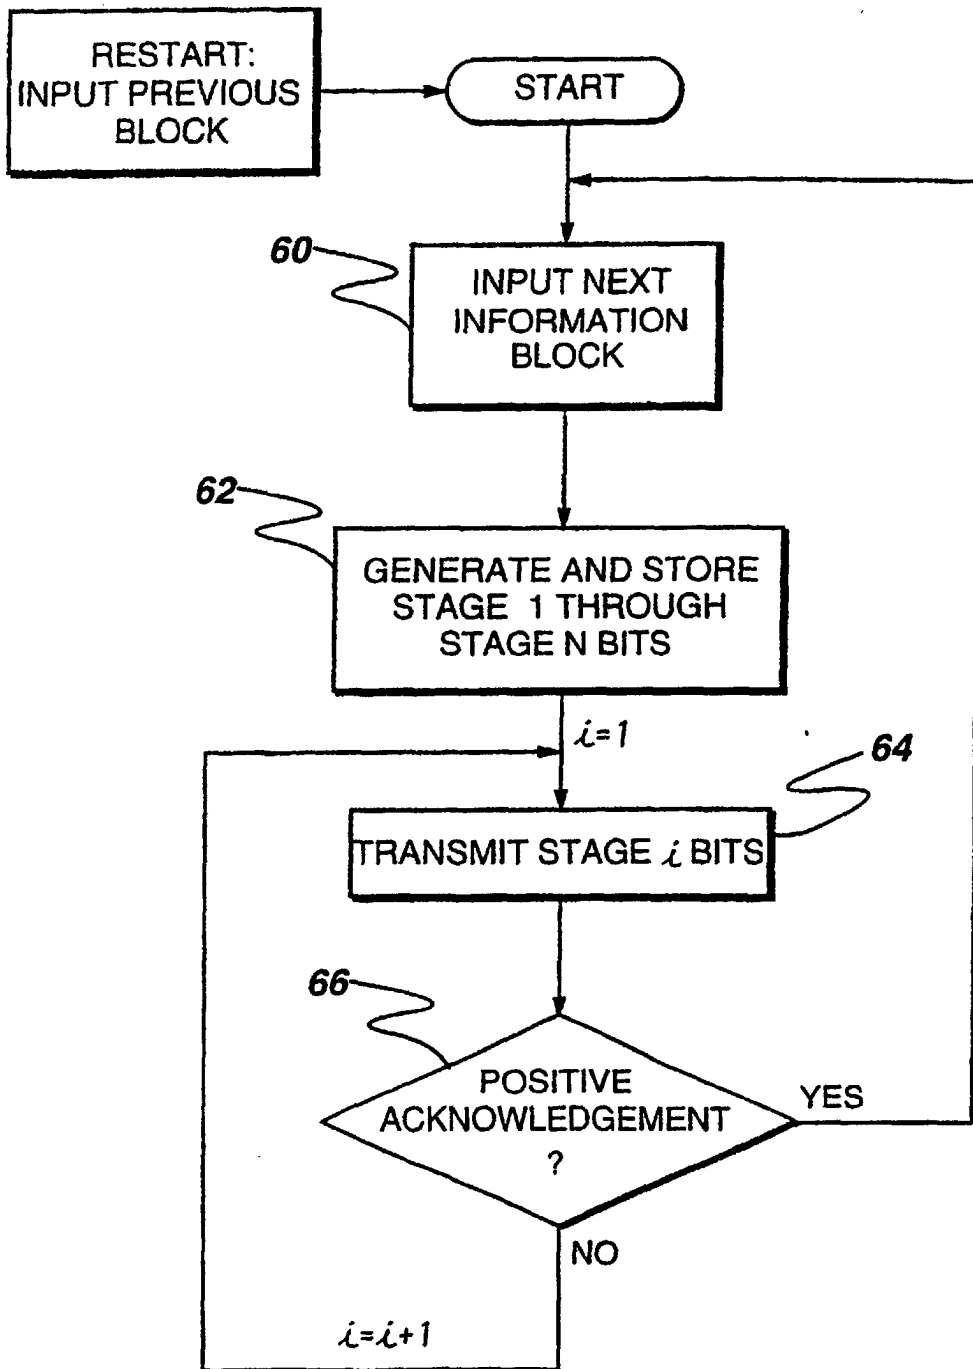 RESTART:
INPUT PREVIOUS
BLOCK
START
60
INPUT NEXT
INFORMATION
BLOCK
62
GENERATE AND STORE
STAGE 1 THROUGH
STAGE N BITS
i=1
64
TRANSMIT STAGE i BITS
66
POSITIVE
ACKNOWLEDGEMENT
?
YES
NO
i=i+1